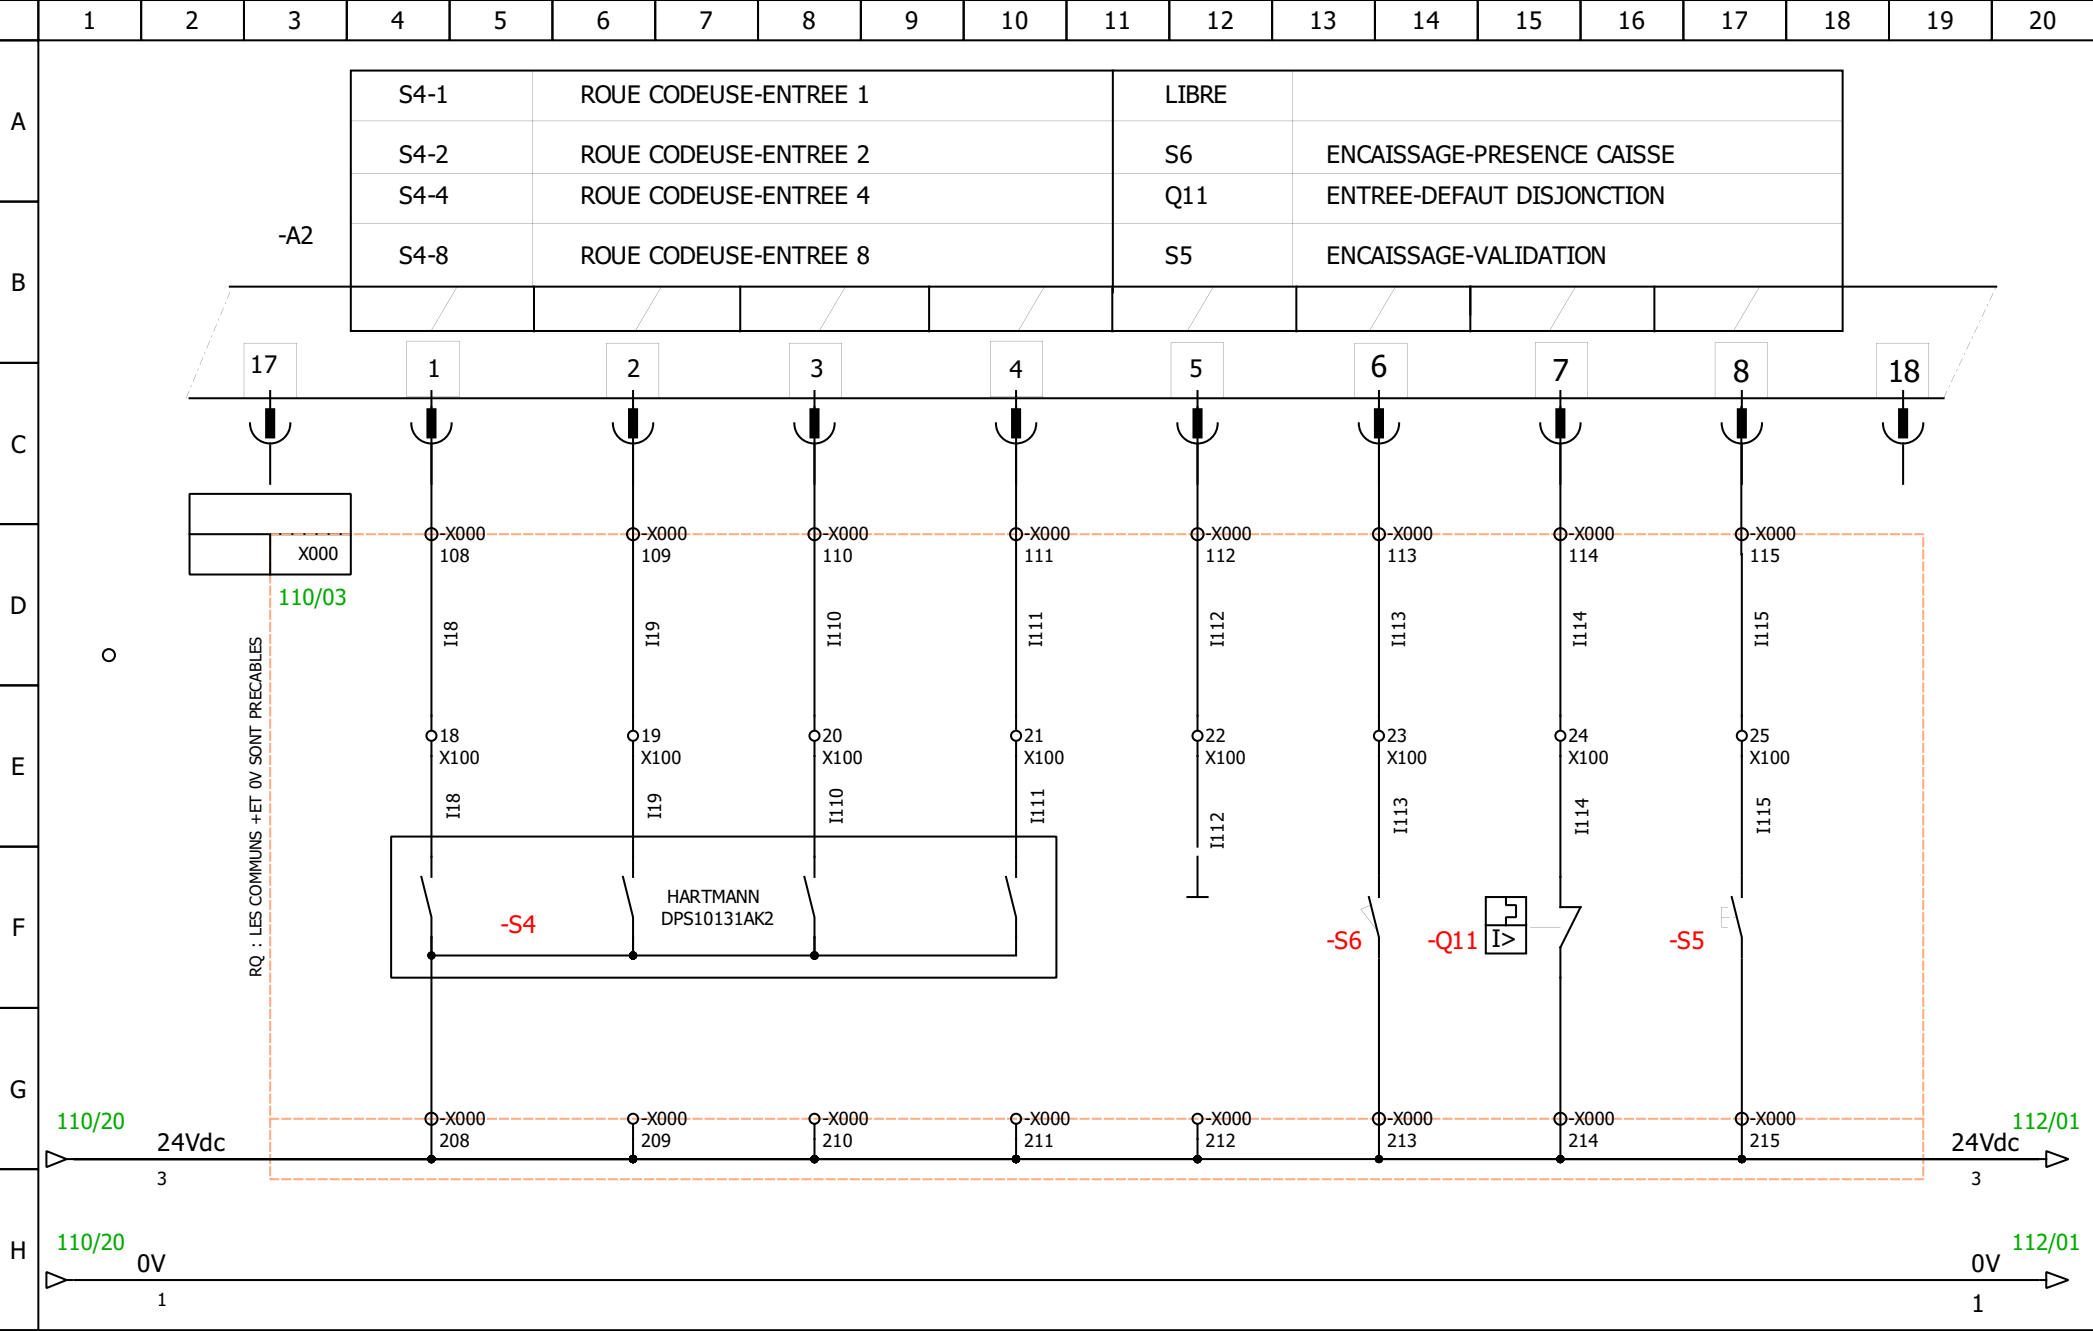 1 2 3 4 5 6 7 8 9 10 11 12 13 14 15 16 17 18 19 20
A
S4-1 ROUE CODEUSE-ENTREE 1 LIBRE
S4-2 ROUE CODEUSE-ENTREE 2 S6 ENCAISSAGE-PRESENCE CAISSE
S4-4 ROUE CODEUSE-ENTREE 4 Q11 ENTREE-DEFAUT DISJONCTION
-A2
S4-8 ROUE CODEUSE-ENTREE 8 S5 ENCAISSAGE-VALIDATION
B
17 1 2 3 4 5 6 7 8 18
C
-X000 -X000 -X000 -X000 -X000 -X000 -X000 -X000
X000 108 109 110 111 112 113 114 115
110/03
D
I18 I19 I110 I111 I112 I113 I114 I115
RQ : LES COMMUNS +ET 0V SONT PRECABLES
18 19 20 21 22 23 24 25
X100 X100 X100 X100 X100 X100 X100 X100
E
I18 I19 I110 I111 I112 I113 I114 I115
HARTMANN
DPS10131AK2
F
-S4 -S6 -Q11 I> -S5
G
-X000 -X000 -X000 -X000 -X000 -X000 -X000 -X000
110/20 112/01
24Vdc 208 209 210 211 212 213 214 215 24Vdc
3 3
H
110/20 112/01
0V 0V
1 1